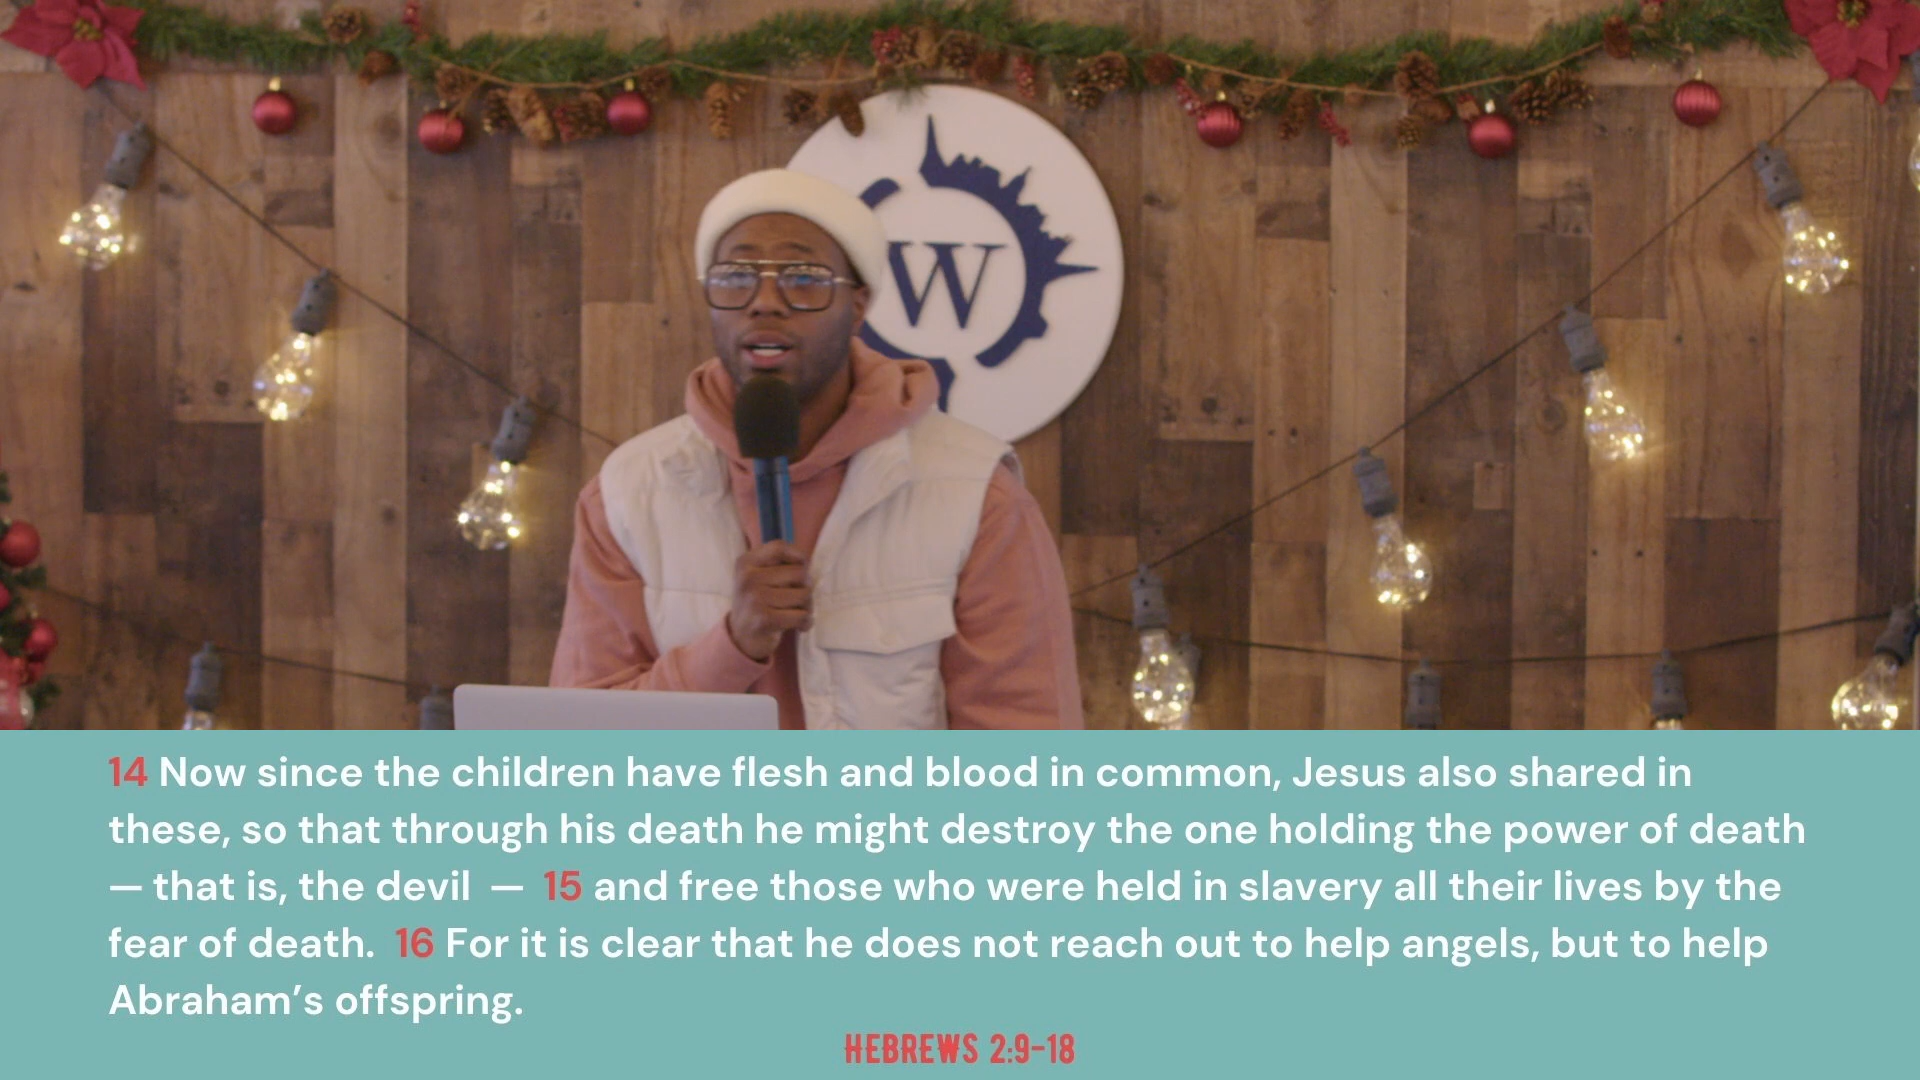 W
14 Now since the children have flesh and blood in common, Jesus also shared in
these, so that through his death he might destroy the one holding the power of death
— that is, the devil — 15 and free those who were held in slavery all their lives by the
fear of death. 16 For it is clear that he does not reach out to help angels, but to help
Abraham’s offspring.
HEBREWS 2:9-18